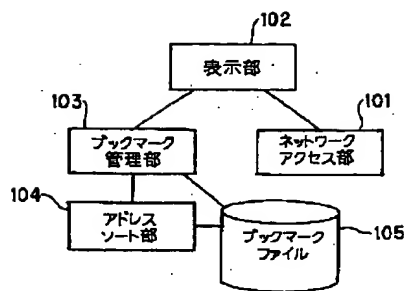 102
表示部
103
101
ブックマーク
管理部
ネットワーク
アクセス部
104
アドレス
ソート部
ブックマーク
ファイル
105